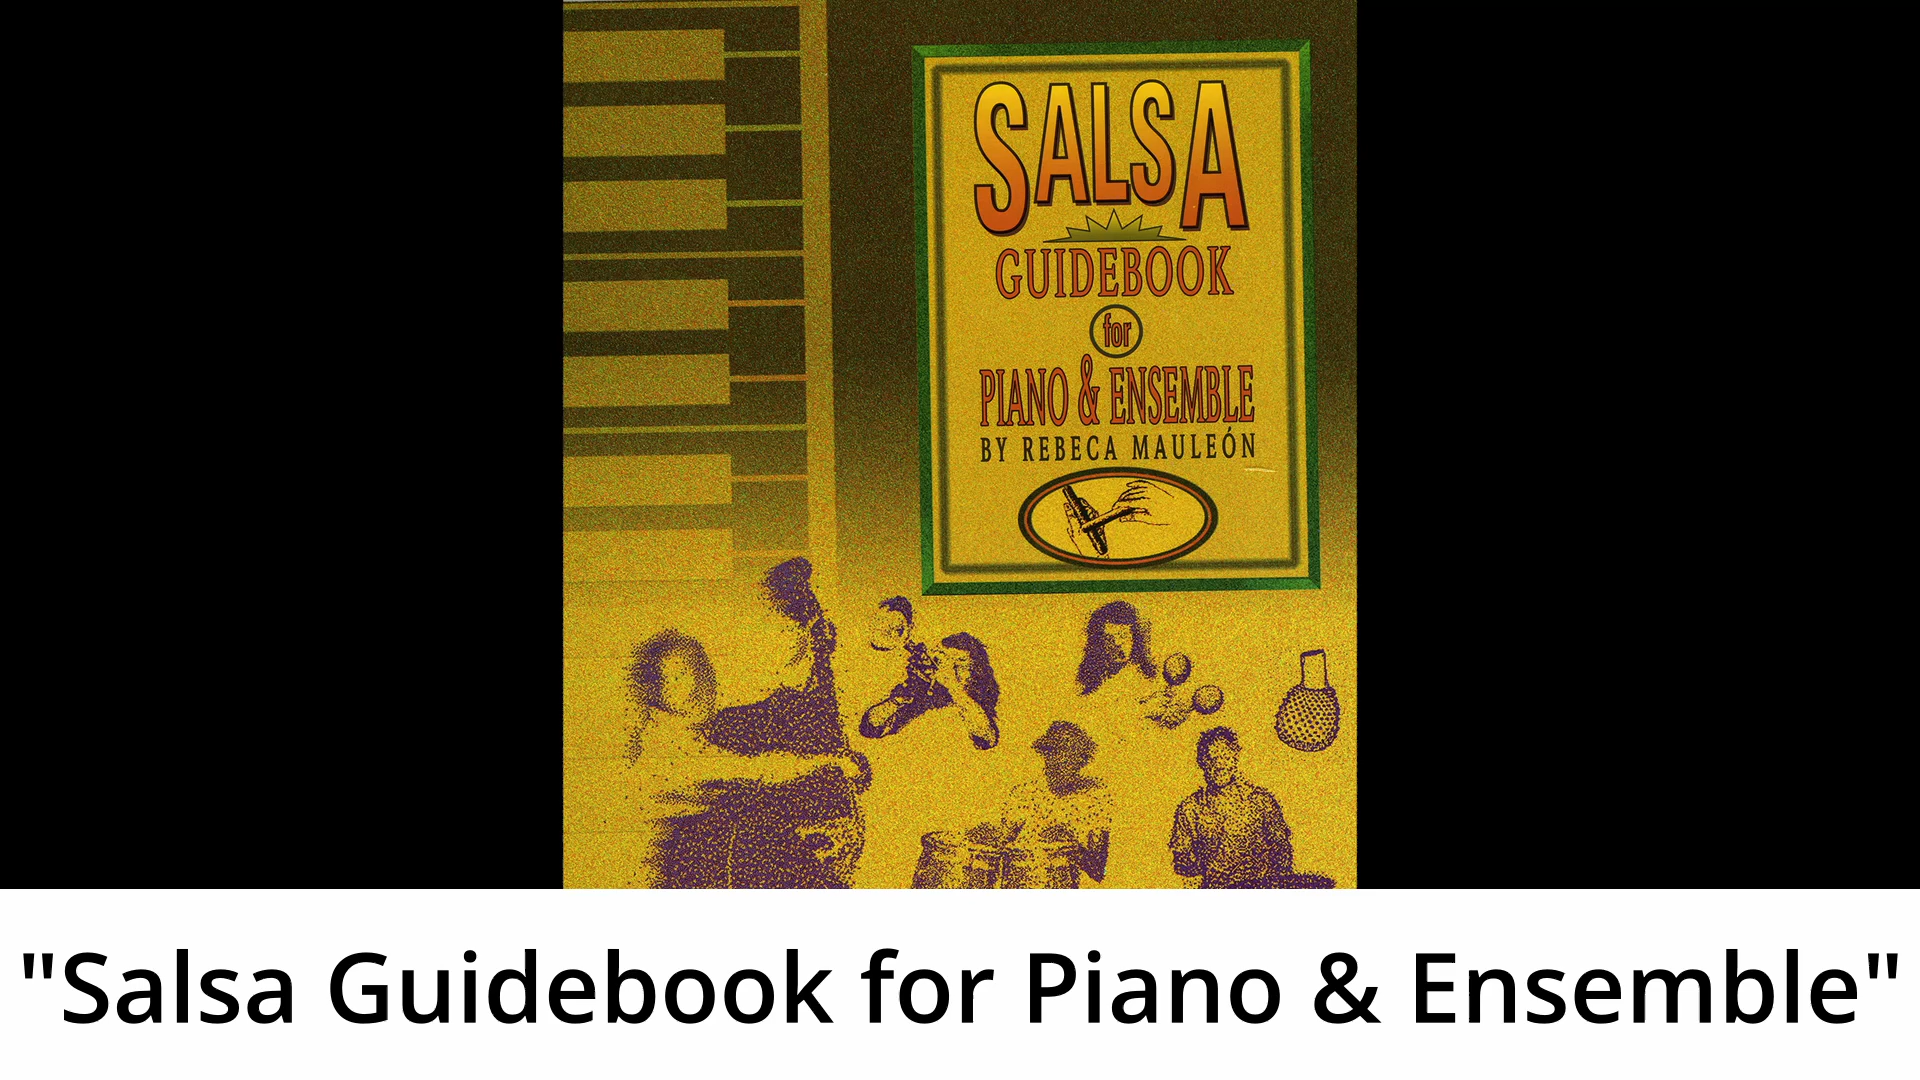 SALSA
GUIDEBOOK
for
PIANO & ENSEMBLE
BY REBECA MAULEÓN
"Salsa Guidebook for Piano & Ensemble"